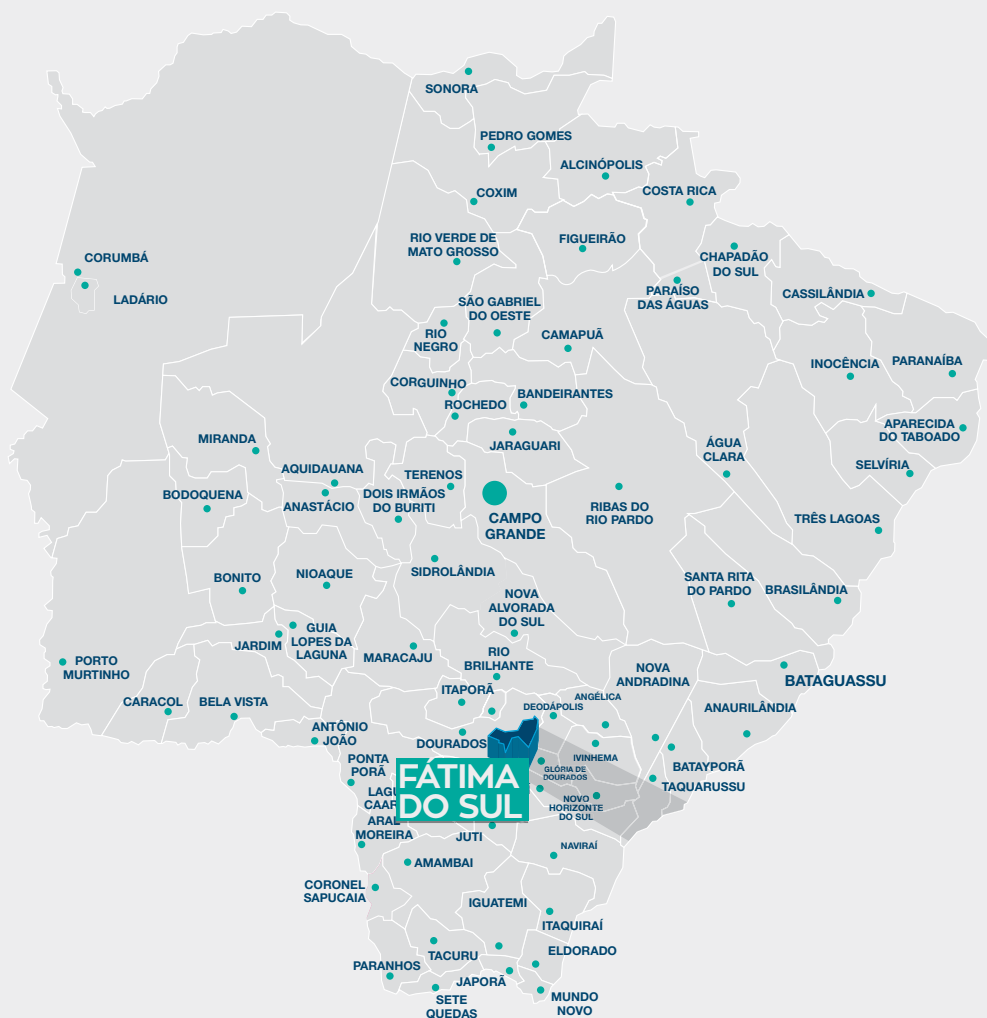 SONORA
PEDRO GOMES
ALCINÓPOLIS
COSTA RICA
COXIM
RIO VERDE DE
MATO GROSSO
FIGUEIRÃO
CHAPADÃO
DO SUL
CORUMBÁ
LADÁRIO
PARAÍSO
DAS ÁGUAS
CASSILÂNDIA
SÃO GABRIEL
DO OESTE
RIO
NEGRO
CAMAPUÃ
INOCÊNCIA
PARANAÍBA
CORGUINHO
ROCHEDO
BANDEIRANTES
APARECIDA
DO TABOADO
MIRANDA
JARAGUARI
ÁGUA
CLARA
SELVÍRIA
AQUIDAUANA
TERENOS
BODOQUENA
ANASTÁCIO
DOIS IRMÃOS
DO BURITI
RIBAS DO
RIO PARDO
CAMPO
GRANDE
TRÊS LAGOAS
BONITO
NIOAQUE
SIDROLÂNDIA
SANTA RITA
DO PARDO
BRASILÂNDIA
NOVA
ALVORADA
DO SUL
JARDIM
GUIA
LOPES DA
LAGUNA
MARACAJU
RIO
BRILHANTE
PORTO
MURTINHO
NOVA
ANDRADINA
BATAGUASSU
CARACOL
BELA VISTA
ITAPORÃ
ANGÉLICA
DEODÁPOLIS
ANAURILÂNDIA
ANTÔNIO
JOÃO
DOURADOS
IVINHEMA
BATAYPORÃ
PONTA
PORÃ
GLÓRIA DE
DOURADOS
TAQUARUSSU
LAGU
CAAR
FÁTIMA
DO SUL
NOVO
HORIZONTE
DO SUL
ARAL
MOREIRA
JUTI
NAVIRAÍ
AMAMBAI
CORONEL
SAPUCAIA
IGUATEMI
ITAQUIRAÍ
TACURU
ELDORADO
PARANHOS
JAPORÃ
SETE
QUEDAS
MUNDO
NOVO